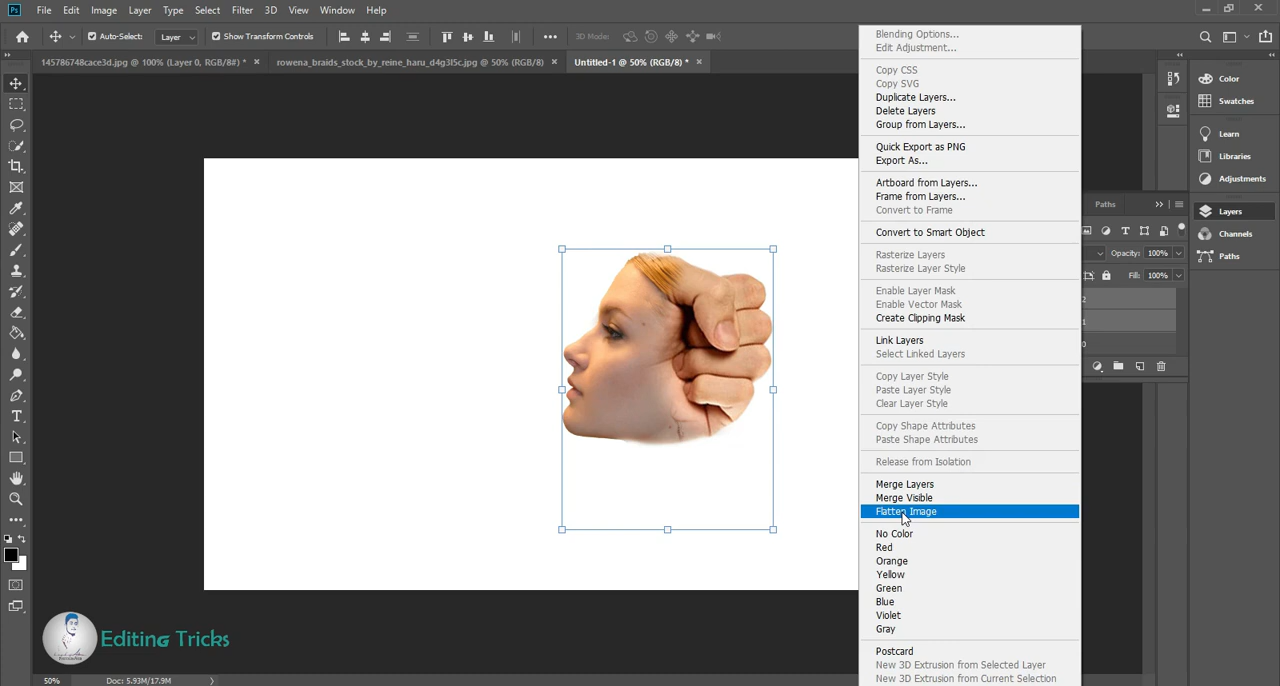 Ps File Edit Image Layer Type Select Filter 3D View Window Help
Auto-Select: Layer Show Transform Controls 3D Mode:
145786748cace3d.jpg @ 100% (Layer 0, RGB/8#) * × rowena_braids_stock_by_reine_haru_d4g3l5c.jpg @ 50% (RGB/8) × Untitled-1 @ 50% (RGB/8) * ×
Blending Options...
Edit Adjustment...
Copy CSS
Copy SVG
Duplicate Layers...
Delete Layers
Group from Layers...
Quick Export as PNG
Export As...
Artboard from Layers...
Frame from Layers...
Convert to Frame
Convert to Smart Object
Rasterize Layers
Rasterize Layer Style
Enable Layer Mask
Enable Vector Mask
Create Clipping Mask
Link Layers
Select Linked Layers
Copy Layer Style
Paste Layer Style
Clear Layer Style
Copy Shape Attributes
Paste Shape Attributes
Release from Isolation
Merge Layers
Merge Visible
Flatten Image
No Color
Red
Orange
Yellow
Green
Blue
Violet
Gray
Postcard
New 3D Extrusion from Selected Layer
New 3D Extrusion from Current Selection
Paths
Opacity: 100%
Fill: 100%
2
1
0
Color
Swatches
Learn
Libraries
Adjustments
Layers
Channels
Paths
Editing Tricks
50% Doc: 5.93M/17.9M